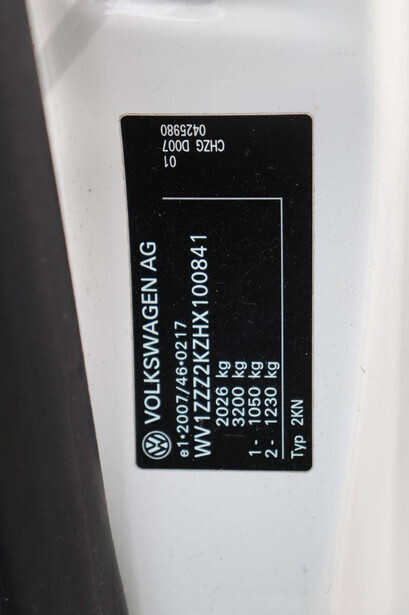 VOLKSWAGEN AG
e1•2007/46•0217
WV1ZZZ2KZHX100841
2026 kg
3200 kg
1- 1050 kg
2- 1230 kg
Typ 2KN
01
CHZG D007
0425980